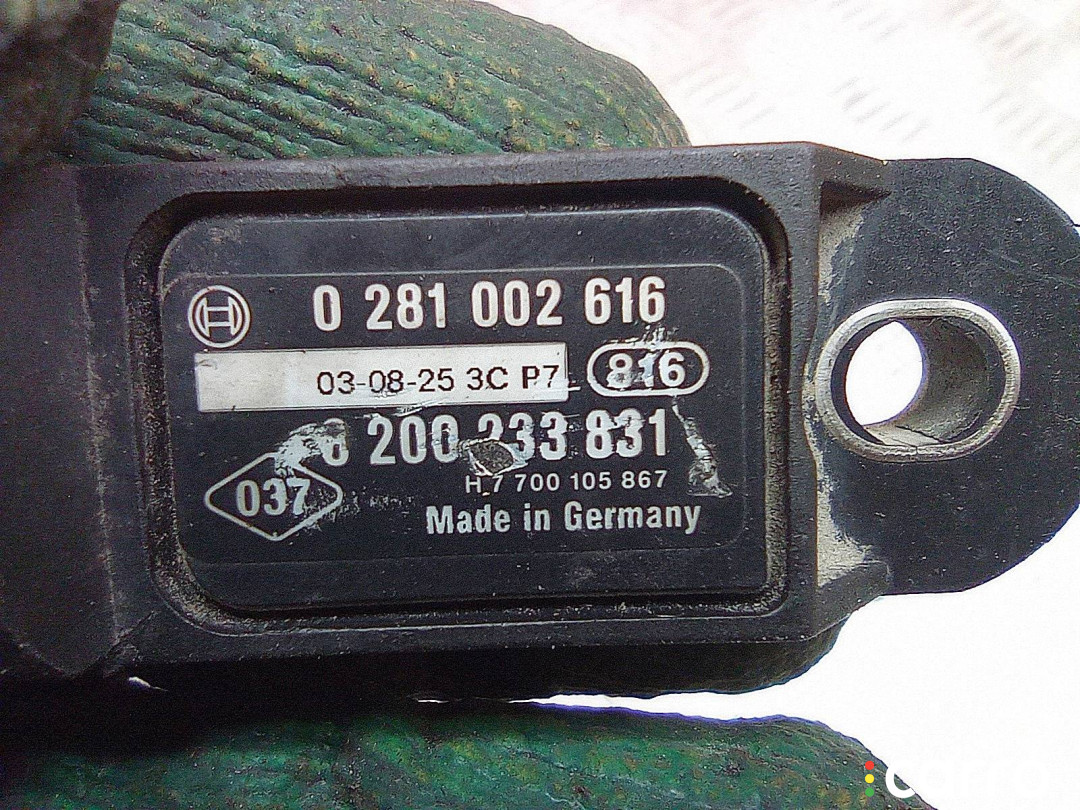 0 281 002 616
03-08-25 3C P7
816
8 200 233 831
037
H 7 700 105 867
Made in Germany